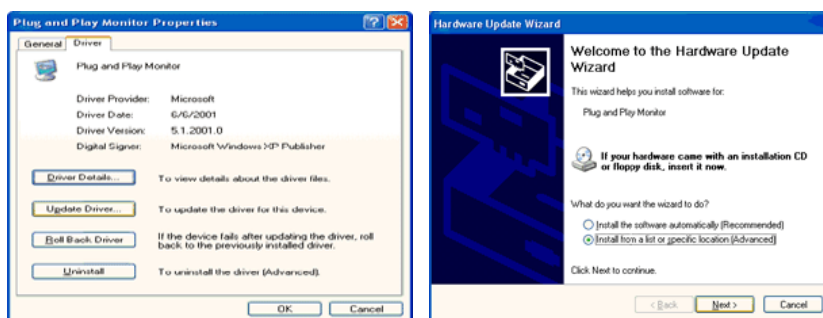 Plug and Play Monitor Properties
General Driver
Plug and Play Monitor
Driver Provider: Microsoft
Driver Date: 6/6/2001
Driver Version: 5.1.2001.0
Digital Signer: Microsoft Windows XP Publisher
Driver Details... To view details about the driver files.
Update Driver... To update the driver for this device.
Roll Back Driver If the device fails after updating the driver, roll
back to the previously installed driver.
Uninstall To uninstall the driver (Advanced).
OK Cancel
Hardware Update Wizard
Welcome to the Hardware Update
Wizard
This wizard helps you install software for:
Plug and Play Monitor
If your hardware came with an installation CD
or floppy disk, insert it now.
What do you want the wizard to do?
Install the software automatically (Recommended)
Install from a list or specific location (Advanced)
Click Next to continue.
< Back Next > Cancel